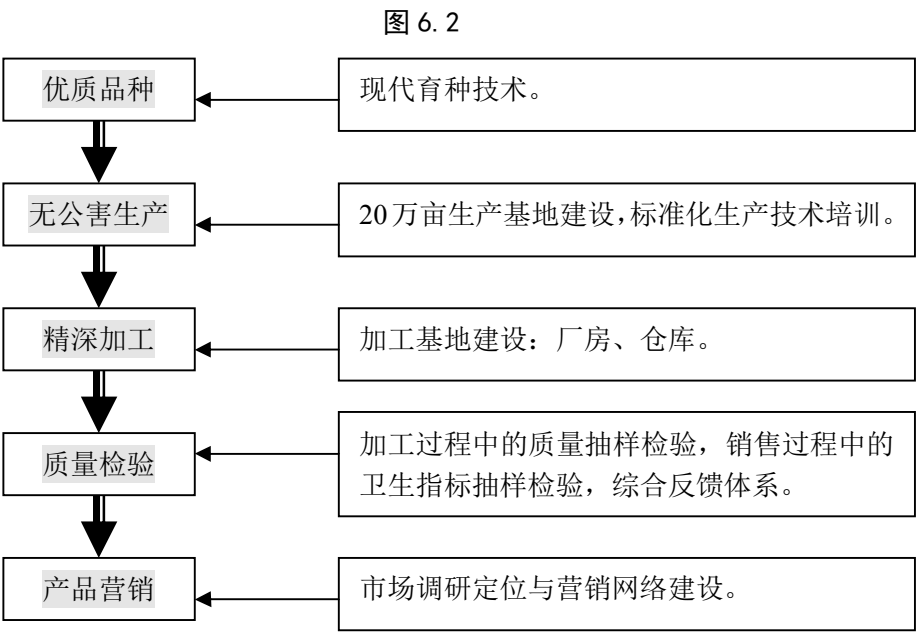 图 6.2
优质品种
现代育种技术。
无公害生产
20万亩生产基地建设，标准化生产技术培训。
精深加工
加工基地建设：厂房、仓库。
质量检验
加工过程中的质量抽样检验，销售过程中的
卫生指标抽样检验，综合反馈体系。
产品营销
市场调研定位与营销网络建设。